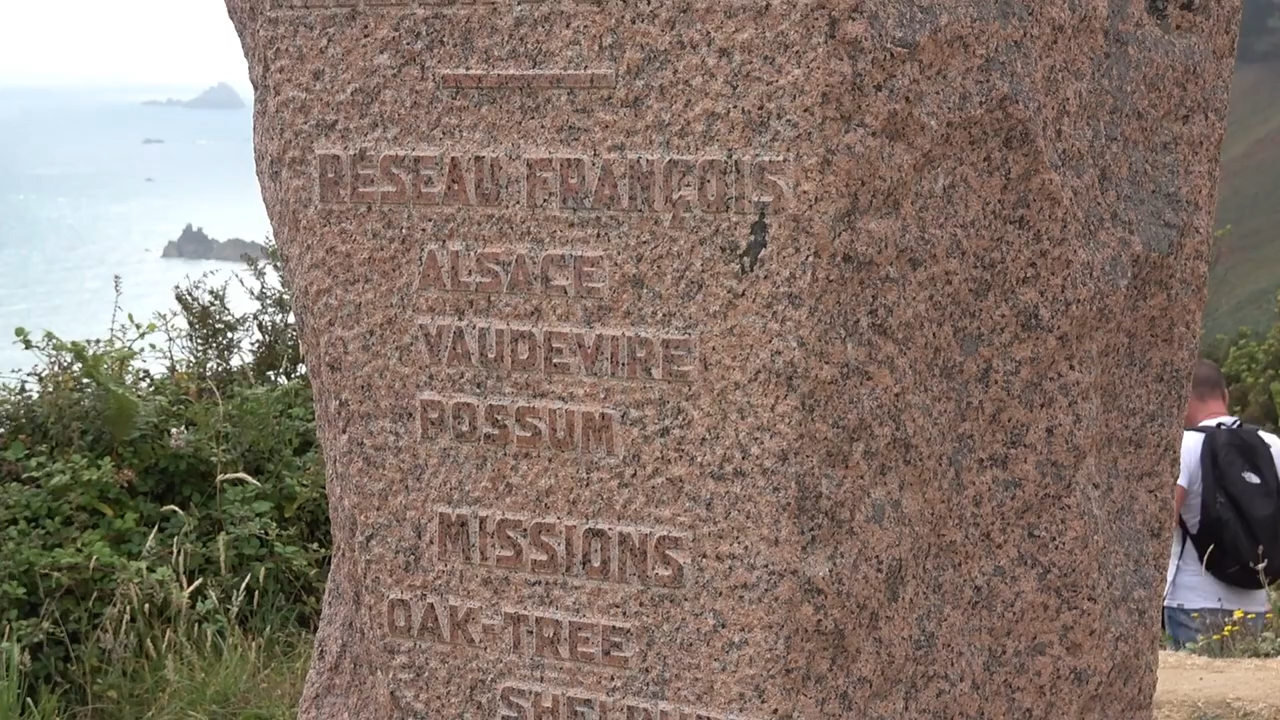 RÉSEAU FRANÇOIS
ALSACE
VAUDEVIRE
POSSUM
MISSIONS
OAK-TREE